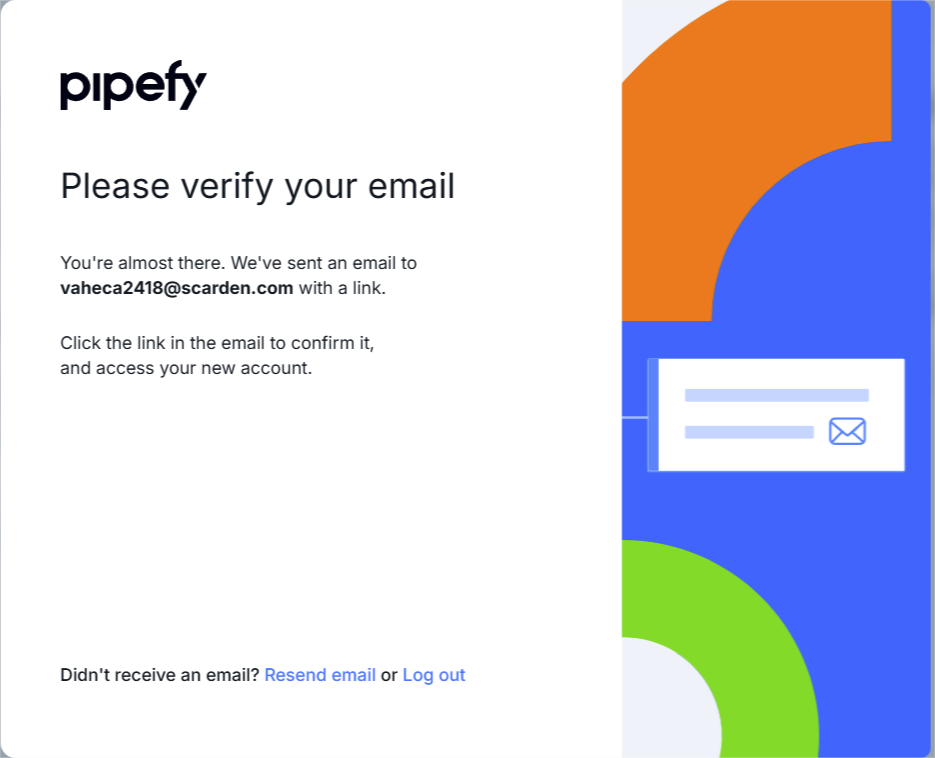 pipefy
Please verify your email
You're almost there. We've sent an email to
vaheca2418@scarden.com with a link.
Click the link in the email to confirm it,
and access your new account.
Didn't receive an email? Resend email or Log out